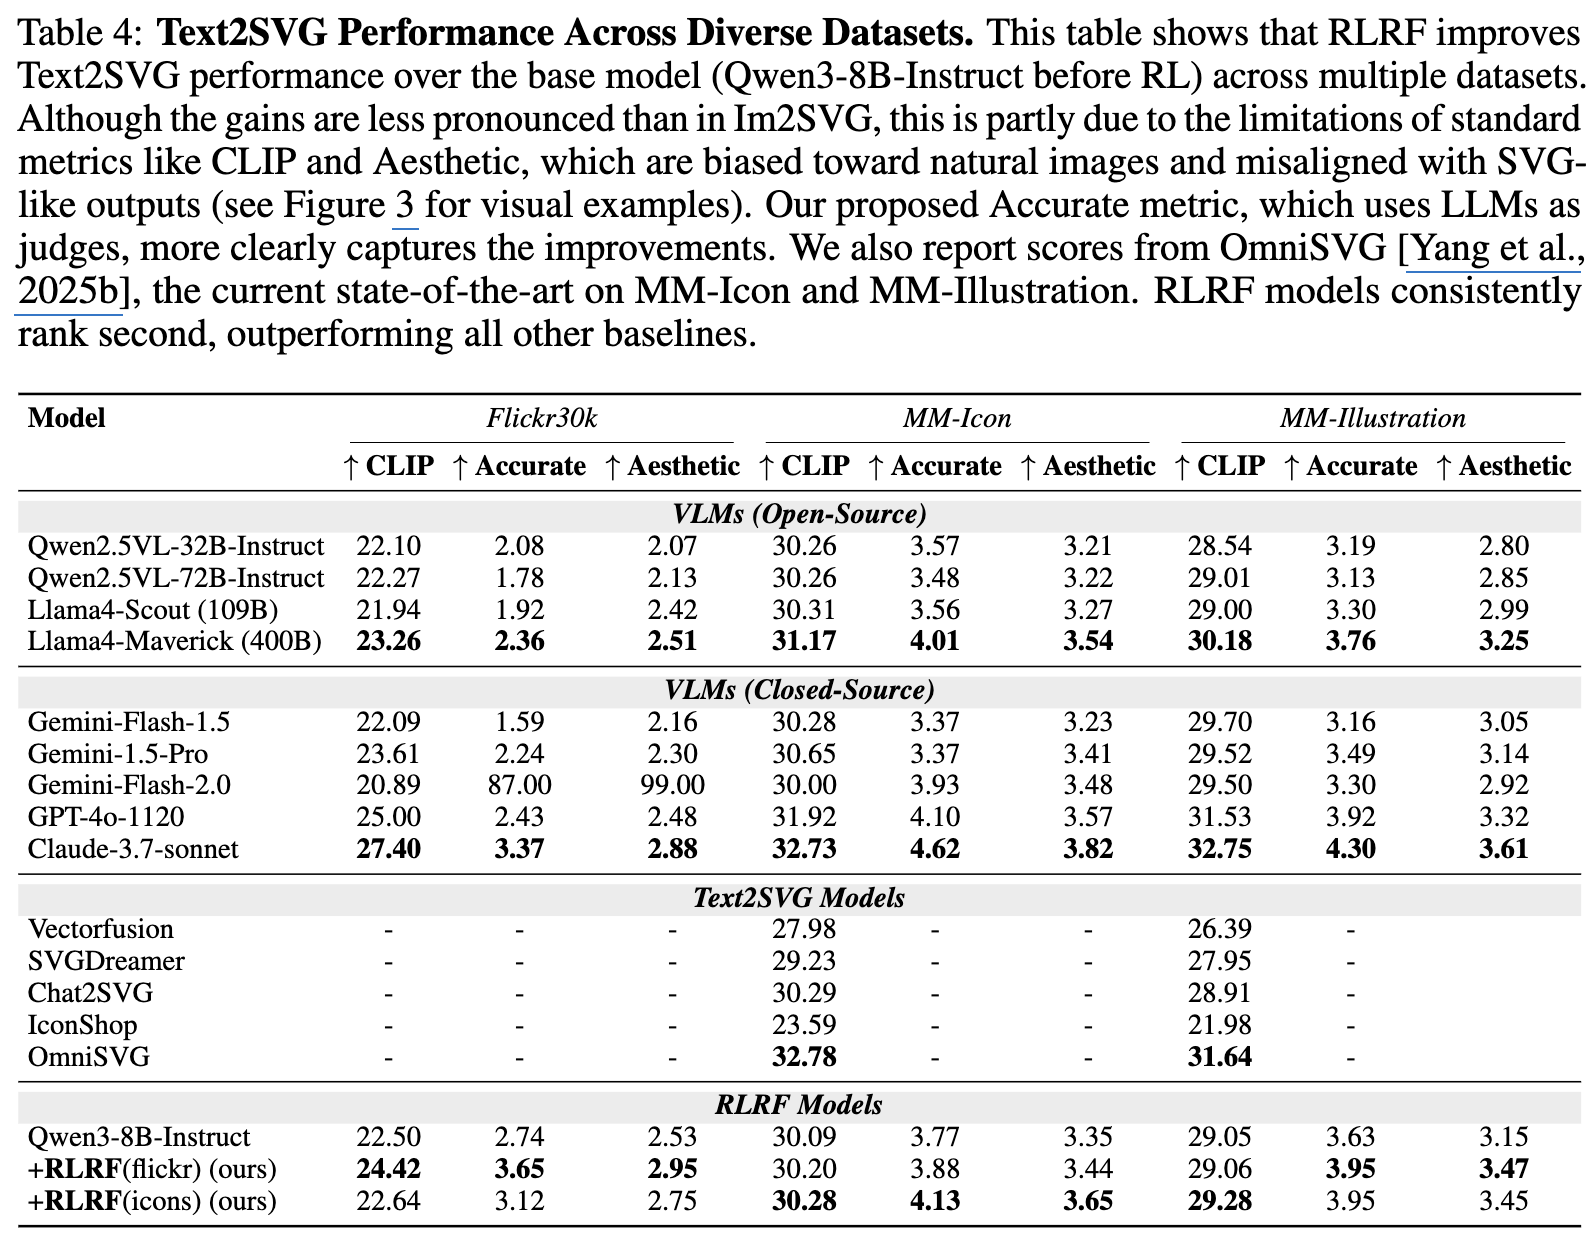 Table 4: Text2SVG Performance Across Diverse Datasets. This table shows that RLRF improves
Text2SVG performance over the base model (Qwen3-8B-Instruct before RL) across multiple datasets.
Although the gains are less pronounced than in Im2SVG, this is partly due to the limitations of standard
metrics like CLIP and Aesthetic, which are biased toward natural images and misaligned with SVG-
like outputs (see Figure 3 for visual examples). Our proposed Accurate metric, which uses LLMs as
judges, more clearly captures the improvements. We also report scores from OmniSVG [Yang et al.,
2025b], the current state-of-the-art on MM-Icon and MM-Illustration. RLRF models consistently
rank second, outperforming all other baselines.
Model Flickr30k MM-Icon MM-Illustration
↑ CLIP ↑ Accurate ↑ Aesthetic ↑ CLIP ↑ Accurate ↑ Aesthetic ↑ CLIP ↑ Accurate ↑ Aesthetic
VLMs (Open-Source)
Qwen2.5VL-32B-Instruct 22.10 2.08 2.07 30.26 3.57 3.21 28.54 3.19 2.80
Qwen2.5VL-72B-Instruct 22.27 1.78 2.13 30.26 3.48 3.22 29.01 3.13 2.85
Llama4-Scout (109B) 21.94 1.92 2.42 30.31 3.56 3.27 29.00 3.30 2.99
Llama4-Maverick (400B) 23.26 2.36 2.51 31.17 4.01 3.54 30.18 3.76 3.25
VLMs (Closed-Source)
Gemini-Flash-1.5 22.09 1.59 2.16 30.28 3.37 3.23 29.70 3.16 3.05
Gemini-1.5-Pro 23.61 2.24 2.30 30.65 3.37 3.41 29.52 3.49 3.14
Gemini-Flash-2.0 20.89 87.00 99.00 30.00 3.93 3.48 29.50 3.30 2.92
GPT-4o-1120 25.00 2.43 2.48 31.92 4.10 3.57 31.53 3.92 3.32
Claude-3.7-sonnet 27.40 3.37 2.88 32.73 4.62 3.82 32.75 4.30 3.61
Text2SVG Models
Vectorfusion - - - 27.98 - - 26.39 -
SVGDreamer - - - 29.23 - - 27.95 -
Chat2SVG - - - 30.29 - - 28.91 -
IconShop - - - 23.59 - - 21.98 -
OmniSVG - - - 32.78 - - 31.64 -
RLRF Models
Qwen3-8B-Instruct 22.50 2.74 2.53 30.09 3.77 3.35 29.05 3.63 3.15
+RLRF(flickr) (ours) 24.42 3.65 2.95 30.20 3.88 3.44 29.06 3.95 3.47
+RLRF(icons) (ours) 22.64 3.12 2.75 30.28 4.13 3.65 29.28 3.95 3.45